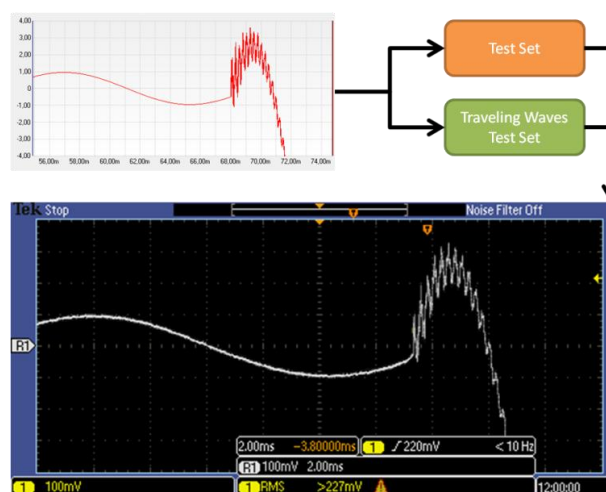 4,00
3,00
2,00
1,00
0
-1,00
-2,00
-3,00
-4,00
56,00m 58,00m 60,00m 62,00m 64,00m 66,00m 68,00m 70,00m 72,00m 74,00m
Test Set
Traveling Waves
Test Set
Tek Stop
Noise Filter Off
R1
2.00ms -3.80000ms 1 220mV < 10 Hz
R1 100mV 2.00ms
1 100mV 1 RMS >227mV 12:00:00